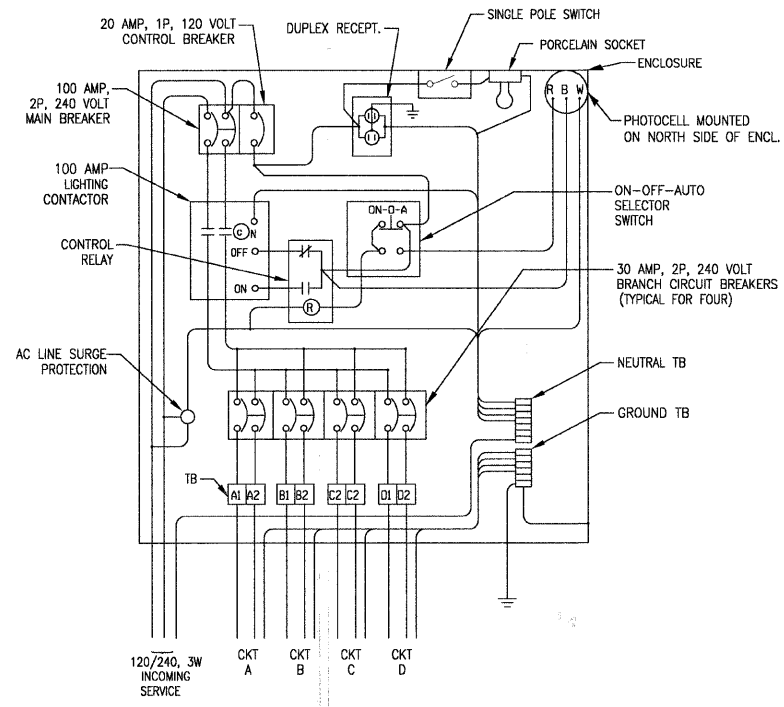 SINGLE POLE SWITCH
20 AMP, 1P, 120 VOLT
CONTROL BREAKER
DUPLEX RECEPT.
PORCELAIN SOCKET
ENCLOSURE
100 AMP,
2P, 240 VOLT
MAIN BREAKER
R B W
PHOTOCELL MOUNTED
ON NORTH SIDE OF ENCL.
100 AMP
LIGHTING
CONTACTOR
ON-OFF-AUTO
SELECTOR
SWITCH
ON-O-A
C N
OFF
CONTROL
RELAY
ON
R
30 AMP, 2P, 240 VOLT
BRANCH CIRCUIT BREAKERS
(TYPICAL FOR FOUR)
AC LINE SURGE
PROTECTION
NEUTRAL TB
GROUND TB
TB
A1 A2 B1 B2 C2 C2 D1 D2
120/240, 3W
INCOMING
SERVICE
CKT
A
CKT
B
CKT
C
CKT
D